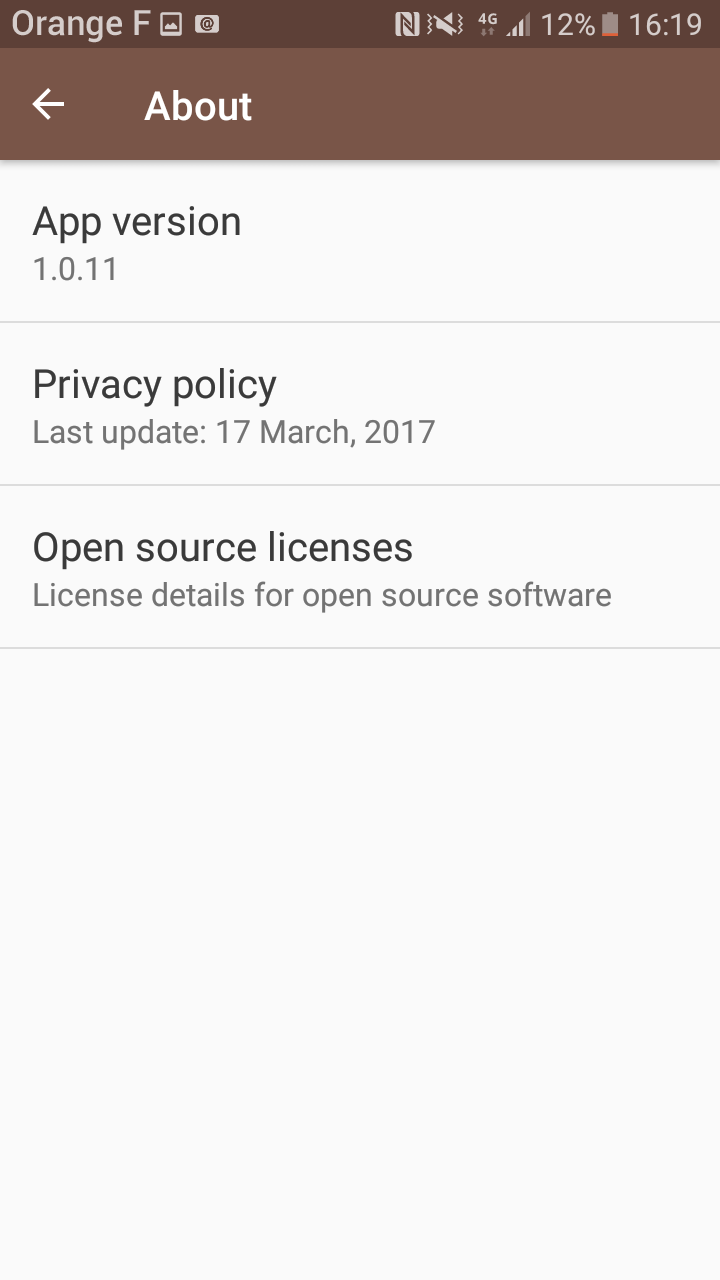 Orange F 4G 12% 16:19
About
App version
1.0.11
Privacy policy
Last update: 17 March, 2017
Open source licenses
License details for open source software